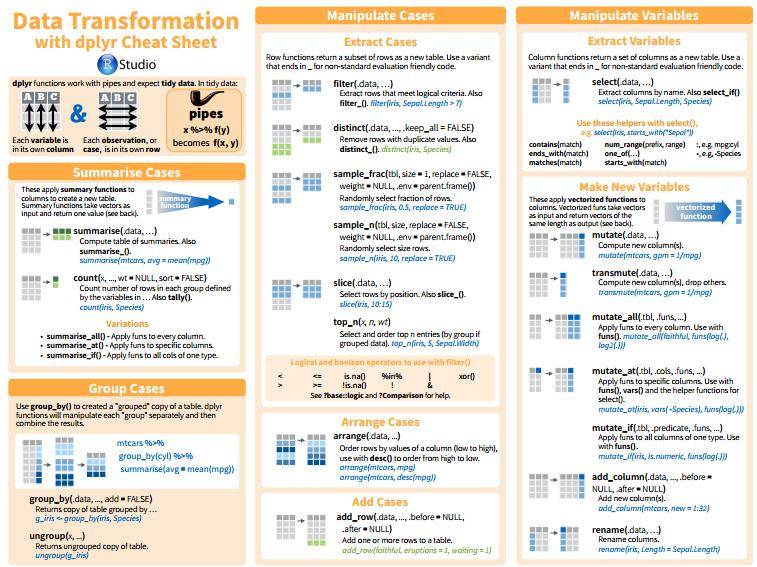 Data Transformation
with dplyr Cheat Sheet
R Studio
dplyr functions work with pipes and expect tidy data. In tidy data:
A B C
A B C
&
pipes
Each variable is
in its own column
Each observation, or
case, is in its own row
x %>% f(y)
becomes f(x, y)
Summarise Cases
These apply summary functions to
columns to create a new table.
Summary functions take vectors as
input and return one value (see back).
summary
function
summarise(.data, …)
Compute table of summaries. Also
summarise_().
summarise(mtcars, avg = mean(mpg))
count(x, ..., wt = NULL, sort = FALSE)
Count number of rows in each group defined
by the variables in … Also tally().
count(iris, Species)
Variations
• summarise_all() - Apply funs to every column.
• summarise_at() - Apply funs to specific columns.
• summarise_if() - Apply funs to all cols of one type.
Group Cases
Use group_by() to created a "grouped" copy of a table. dplyr
functions will manipulate each "group" separately and then
combine the results.
mtcars %>%
group_by(cyl) %>%
summarise(avg = mean(mpg))
group_by(.data, ..., add = FALSE)
Returns copy of table grouped by …
g_iris <- group_by(iris, Species)
ungroup(x, ...)
Returns ungrouped copy of table.
ungroup(g_iris)
Manipulate Cases
Extract Cases
Row functions return a subset of rows as a new table. Use a variant
that ends in _ for non-standard evaluation friendly code.
filter(.data, …)
Extract rows that meet logical criteria. Also
filter_(). filter(iris, Sepal.Length > 7)
distinct(.data, ..., .keep_all = FALSE)
Remove rows with duplicate values. Also
distinct_(). distinct(iris, Species)
sample_frac(tbl, size = 1, replace = FALSE,
weight = NULL, .env = parent.frame())
Randomly select fraction of rows.
sample_frac(iris, 0.5, replace = TRUE)
sample_n(tbl, size, replace = FALSE,
weight = NULL, .env = parent.frame())
Randomly select size rows.
sample_n(iris, 10, replace = TRUE)
slice(.data, …)
Select rows by position. Also slice_().
slice(iris, 10:15)
top_n(x, n, wt)
Select and order top n entries (by group if
grouped data). top_n(iris, 5, Sepal.Width)
Logical and boolean operators to use with filter()
< <= is.na() %in% | xor()
> >= !is.na() ! &
See ?base::logic and ?Comparison for help.
Arrange Cases
arrange(.data, ...)
Order rows by values of a column (low to high),
use with desc() to order from high to low.
arrange(mtcars, mpg)
arrange(mtcars, desc(mpg))
Add Cases
add_row(.data, ..., .before = NULL,
.after = NULL)
Add one or more rows to a table.
add_row(faithful, eruptions = 1, waiting = 1)
Manipulate Variables
Extract Variables
Column functions return a set of columns as a new table. Use a
variant that ends in _ for non-standard evaluation friendly code.
select(.data, …)
Extract columns by name. Also select_if()
select(iris, Sepal.Length, Species)
Use these helpers with select(),
e.g. select(iris, starts_with("Sepal"))
contains(match) num_range(prefix, range) :, e.g. mpg:cyl
ends_with(match) one_of(…) -, e.g, -Species
matches(match) starts_with(match)
Make New Variables
These apply vectorized functions to
columns. Vectorized funs take vectors
as input and return vectors of the
same length as output (see back).
vectorized
function
mutate(.data, …)
Compute new column(s).
mutate(mtcars, gpm = 1/mpg)
transmute(.data, …)
Compute new column(s), drop others.
transmute(mtcars, gpm = 1/mpg)
mutate_all(.tbl, .funs, …)
Apply funs to every column. Use with
funs(). mutate_all(faithful, funs(log(.),
log2(.)))
mutate_at(.tbl, .cols, .funs, …)
Apply funs to specific columns. Use with
funs(), vars() and the helper functions for
select().
mutate_at(iris, vars( -Species), funs(log(.)))
mutate_if(.tbl, .predicate, .funs, …)
Apply funs to all columns of one type. Use
with funs().
mutate_if(iris, is.numeric, funs(log(.)))
add_column(.data, ..., .before =
NULL, .after = NULL)
Add new column(s).
add_column(mtcars, new = 1:32)
rename(.data, …)
Rename columns.
rename(iris, Length = Sepal.Length)